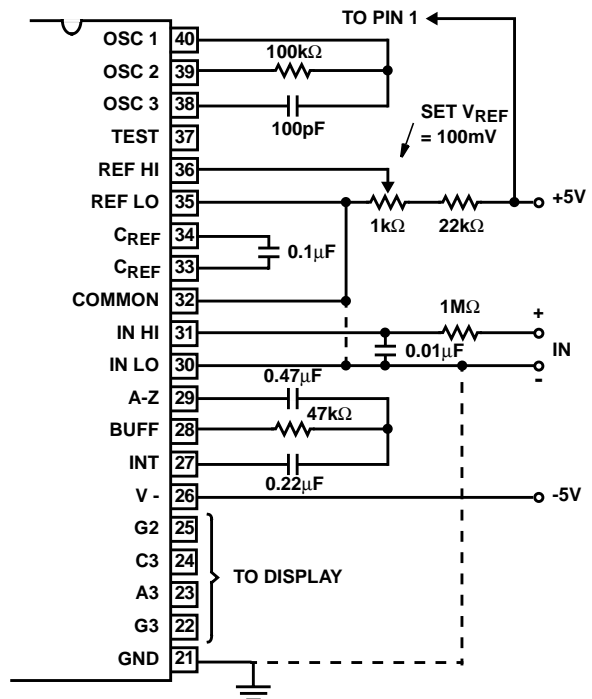 TO PIN 1
OSC 1 40
100kΩ
OSC 2 39
OSC 3 38
100pF
SET VREF
= 100mV
TEST 37
REF HI 36
REF LO 35
+5V
1kΩ 22kΩ
CREF 34
0.1µF
CREF 33
COMMON 32
1MΩ
+
IN HI 31
0.01µF
IN
IN LO 30
-
0.47µF
A-Z 29
47kΩ
BUFF 28
INT 27
0.22µF
V - 26
-5V
G2 25
C3 24
TO DISPLAY
A3 23
G3 22
GND 21